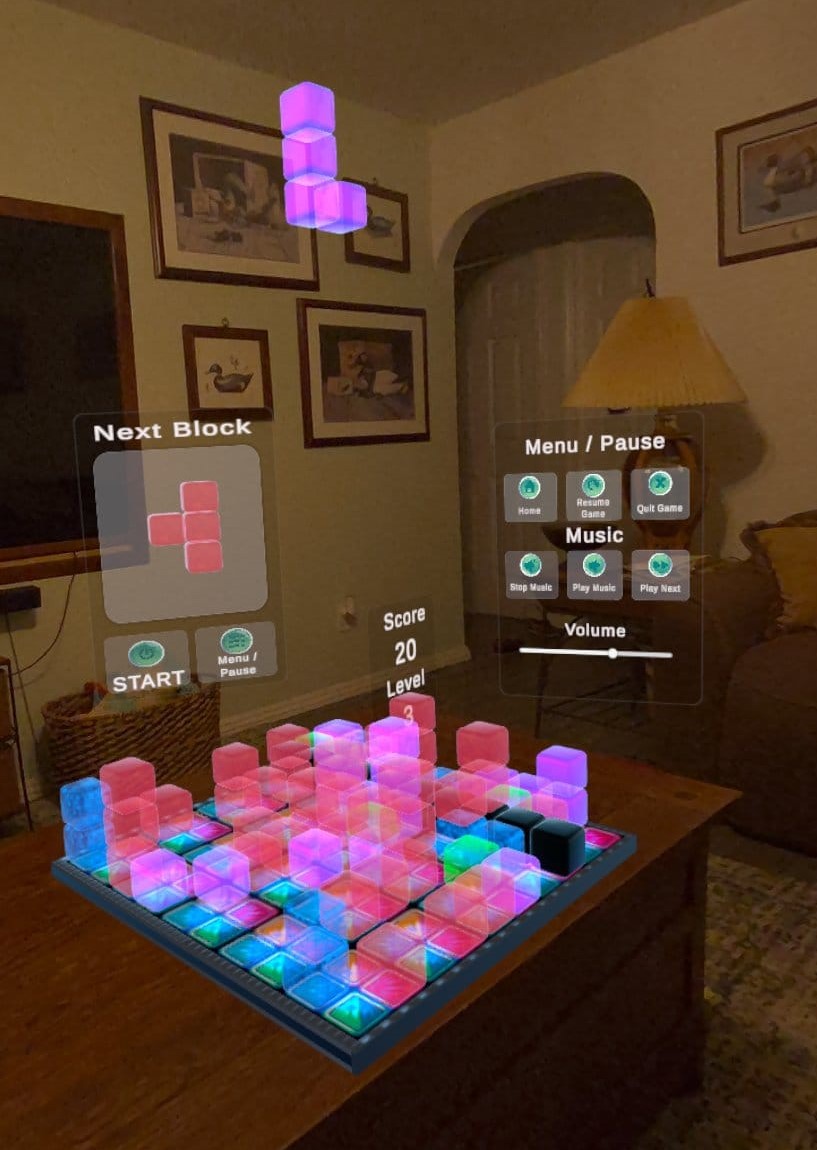 Next Block
START
Menu /
Pause
Score
20
Level
3
Menu / Pause
Home
Resume
Game
Quit Game
Music
Stop Music
Play Music
Play Next
Volume